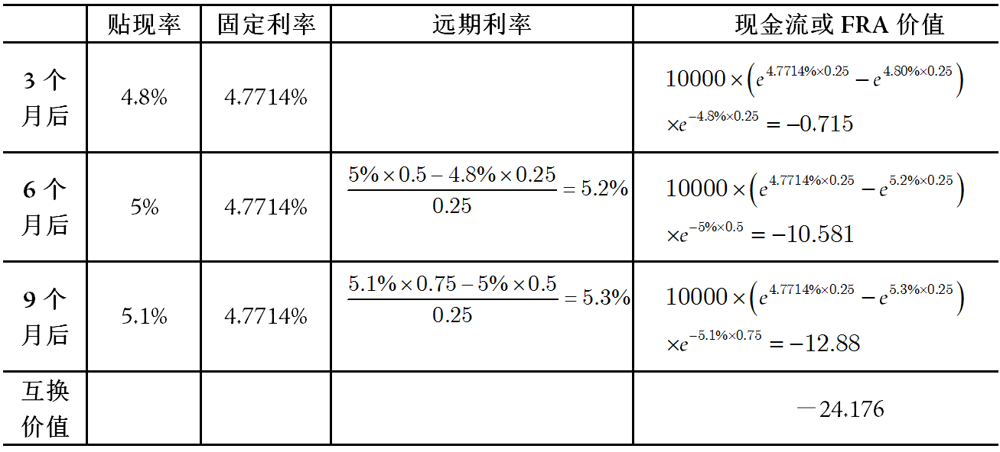 贴现率 固定利率 远期利率 现金流或 FRA 价值
3 个月后 4.8% 4.7714% 10000×(e^{4.7714%×0.25} − e^{4.80%×0.25})
×e^{−4.8%×0.25} = −0.715
6 个月后 5% 4.7714% \frac{5%×0.5−4.8%×0.25}{0.25} = 5.2% 10000×(e^{4.7714%×0.25} − e^{5.2%×0.25})
×e^{−5%×0.5} = −10.581
9 个月后 5.1% 4.7714% \frac{5.1%×0.75−5%×0.5}{0.25} = 5.3% 10000×(e^{4.7714%×0.25} − e^{5.3%×0.25})
×e^{−5.1%×0.75} = −12.88
互换价值 －24.176